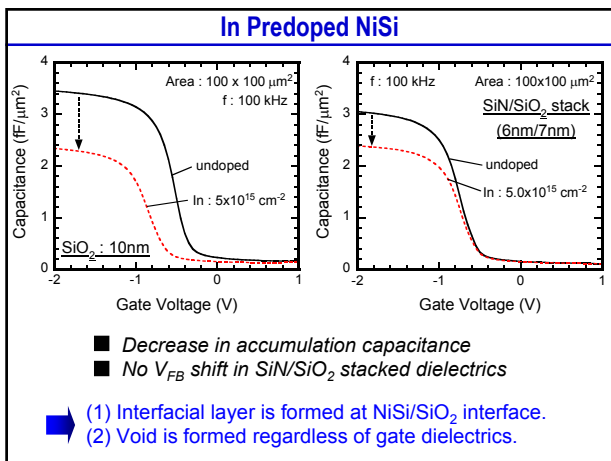 In Predoped NiSi
Area : 100 x 100 μm²
f : 100 kHz
undoped
In : 5x10¹⁵ cm⁻²
SiO₂ : 10nm
Capacitance (fF/μm²)
4
3
2
1
0
-2
-1
0
1
Gate Voltage (V)
f : 100 kHz
Area : 100x100 μm²
SiN/SiO₂ stack
(6nm/7nm)
undoped
In : 5.0x10¹⁵ cm⁻²
Capacitance (fF/μm²)
4
3
2
1
0
-2
-1
0
1
Gate Voltage (V)
■ Decrease in accumulation capacitance
■ No V_FB shift in SiN/SiO₂ stacked dielectrics
(1) Interfacial layer is formed at NiSi/SiO₂ interface.
(2) Void is formed regardless of gate dielectrics.